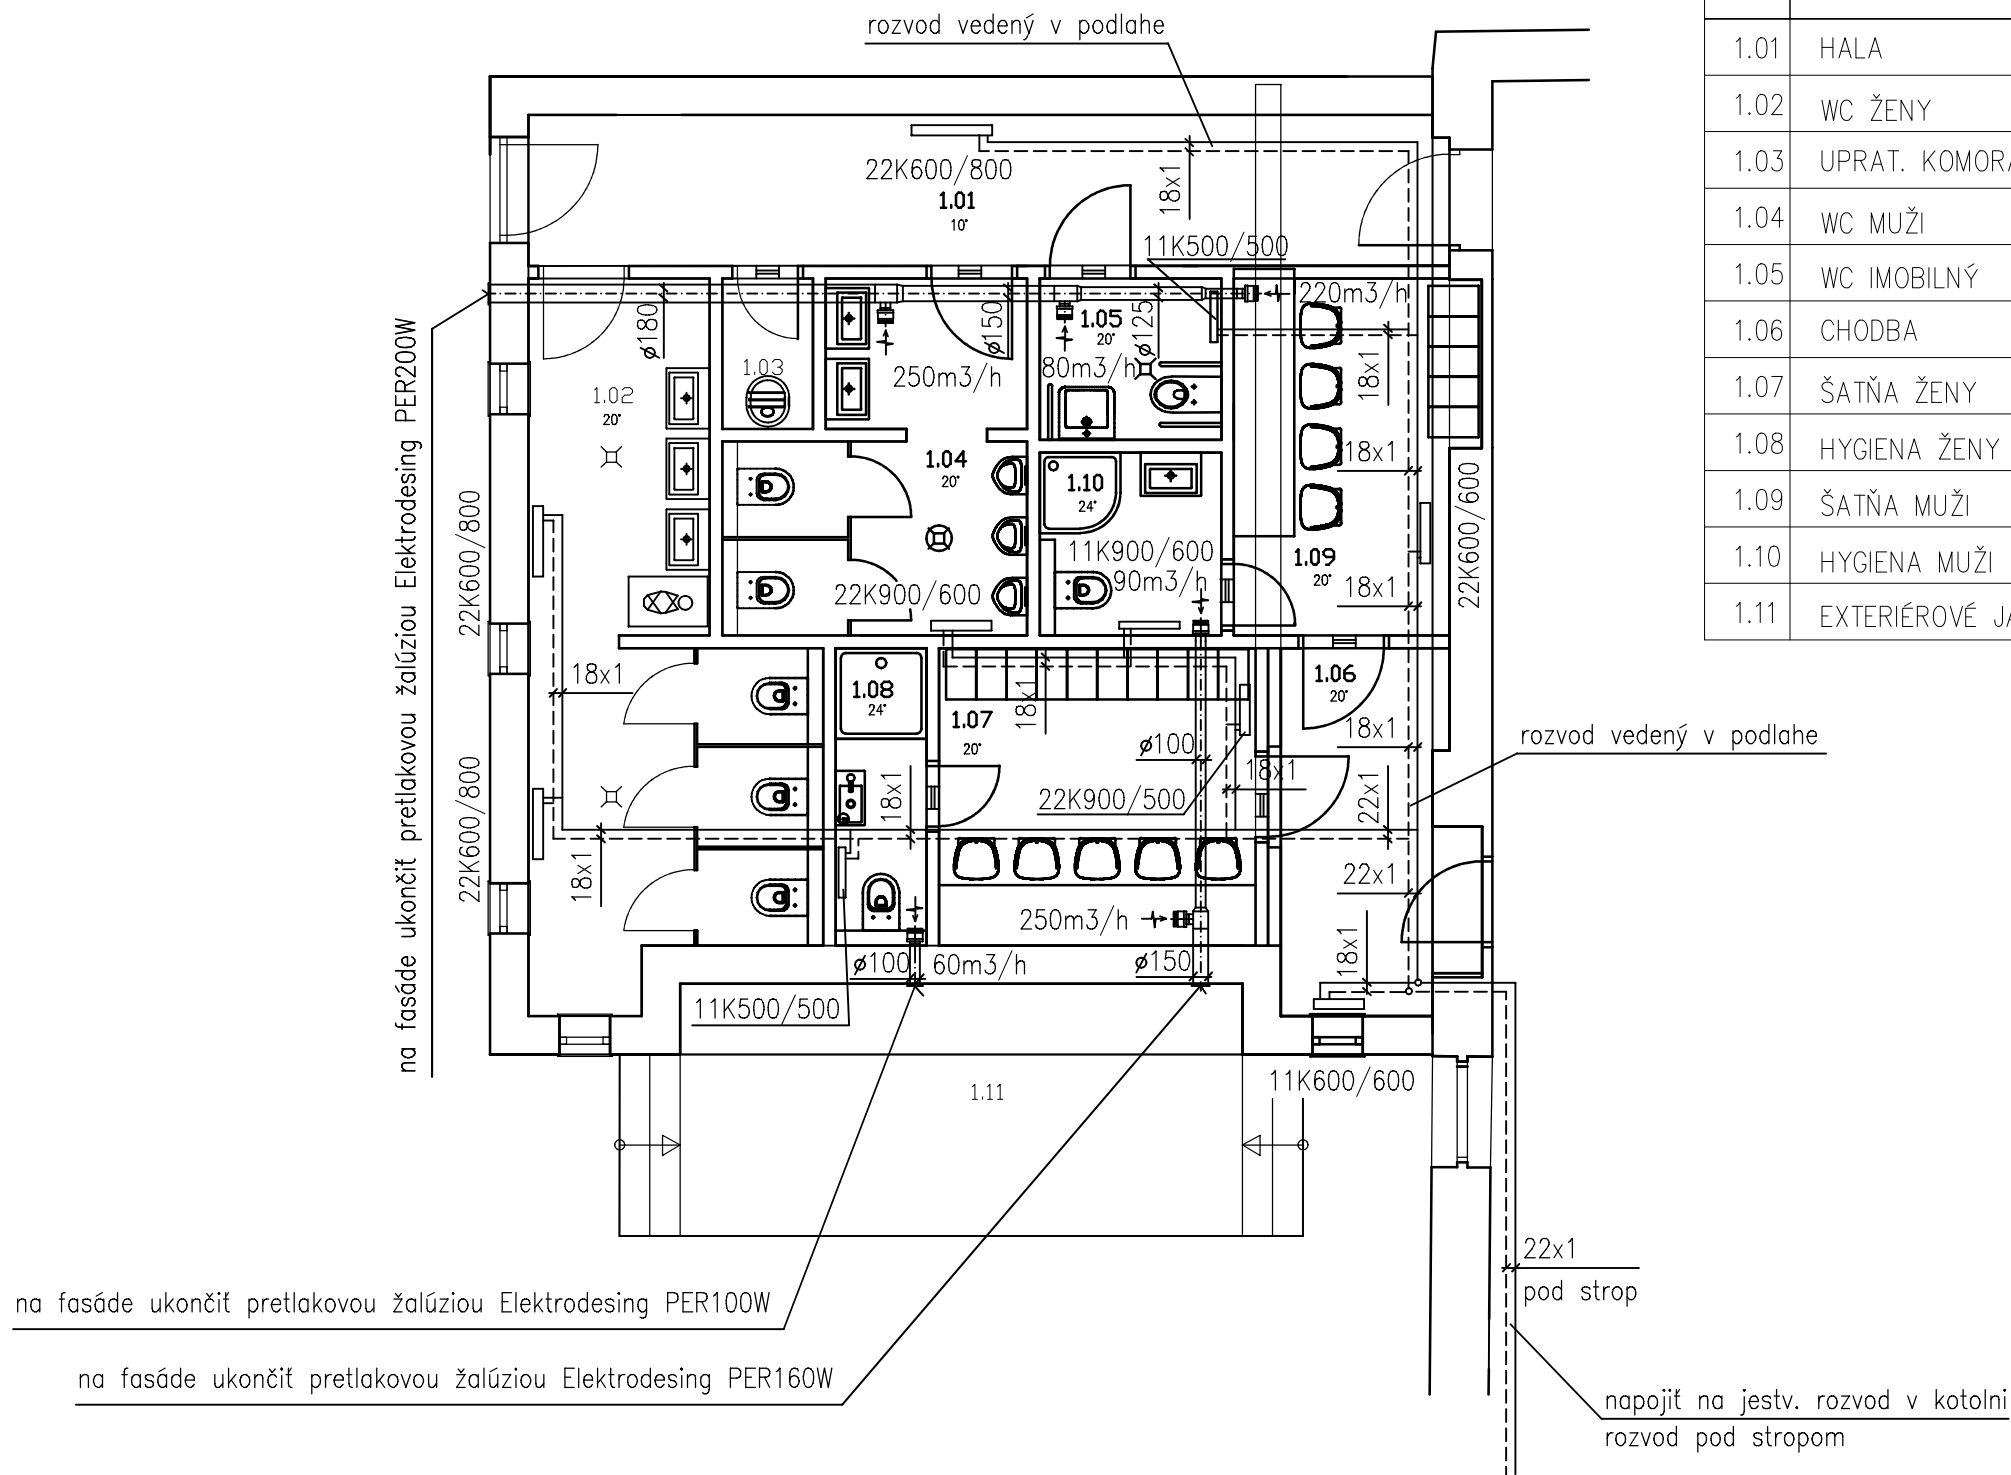 rozvod vedený v podlahe
1.01 HALA
1.02 WC ŽENY
1.03 UPRAT. KOMORA
1.04 WC MUŽI
1.05 WC IMOBILNÝ
1.06 CHODBA
1.07 ŠATŇA ŽENY
1.08 HYGIENA ŽENY
1.09 ŠATŇA MUŽI
1.10 HYGIENA MUŽI
1.11 EXTERIÉROVÉ
22K600/800
1.01
10°
18x1
11K500/500
220m3/h
ø180
ø150
ø125
1.05
20°
80m3/h
250m3/h
1.03
1.02
20°
18x1
1.04
20°
1.10
24°
18x1
22K600/600
11K900/600
90m3/h
1.09
20°
22K900/600
18x1
22K600/800
na fasáde ukončiť pretlakovou žalúziou Elektrodesing PER200W
18x1
1.08
24°
1.07
20°
18x1
1.06
20°
18x1
rozvod vedený v podlahe
ø100
18x1
22K900/500
18x1
22x1
22K600/800
18x1
22x1
250m3/h
18x1
ø100
60m3/h
ø150
11K500/500
11K600/600
1.11
22x1
pod strop
na fasáde ukončiť pretlakovou žalúziou Elektrodesing PER100W
na fasáde ukončiť pretlakovou žalúziou Elektrodesing PER160W
napojiť na jestv. rozvod v kotolni
rozvod pod stropom